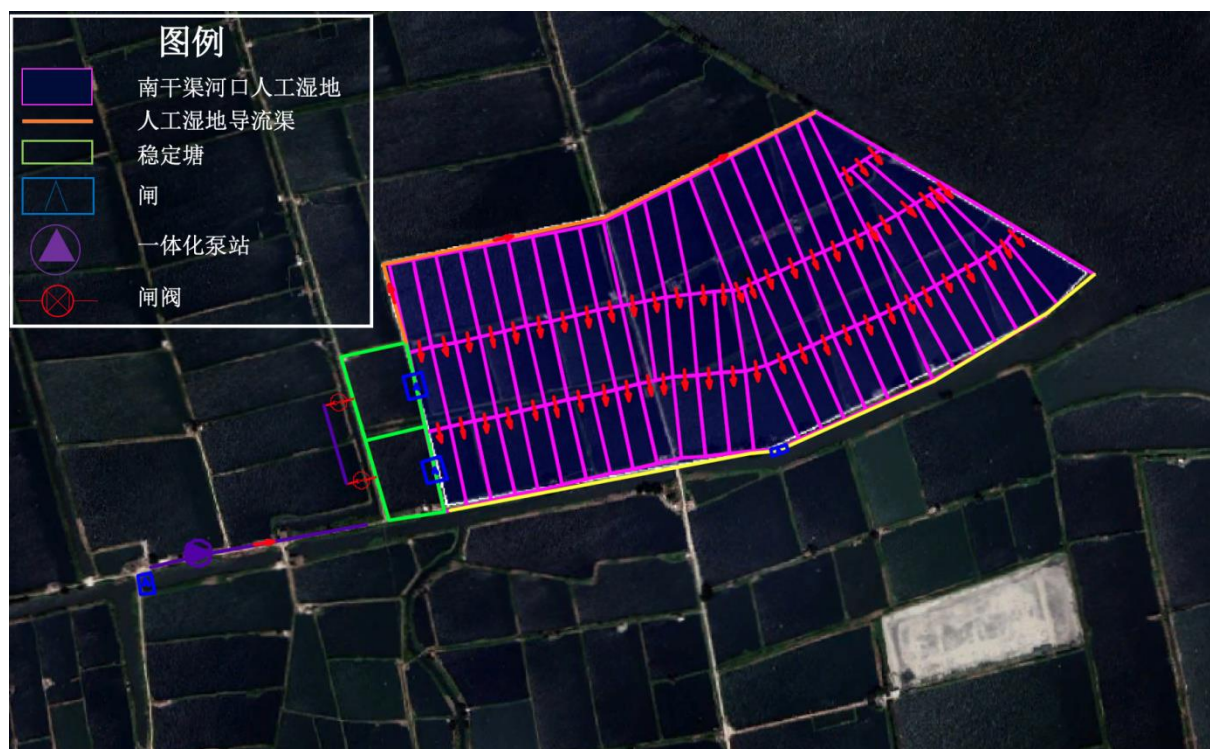 图例
南干渠河口人工湿地
人工湿地导流渠
稳定塘
闸
一体化泵站
闸阀